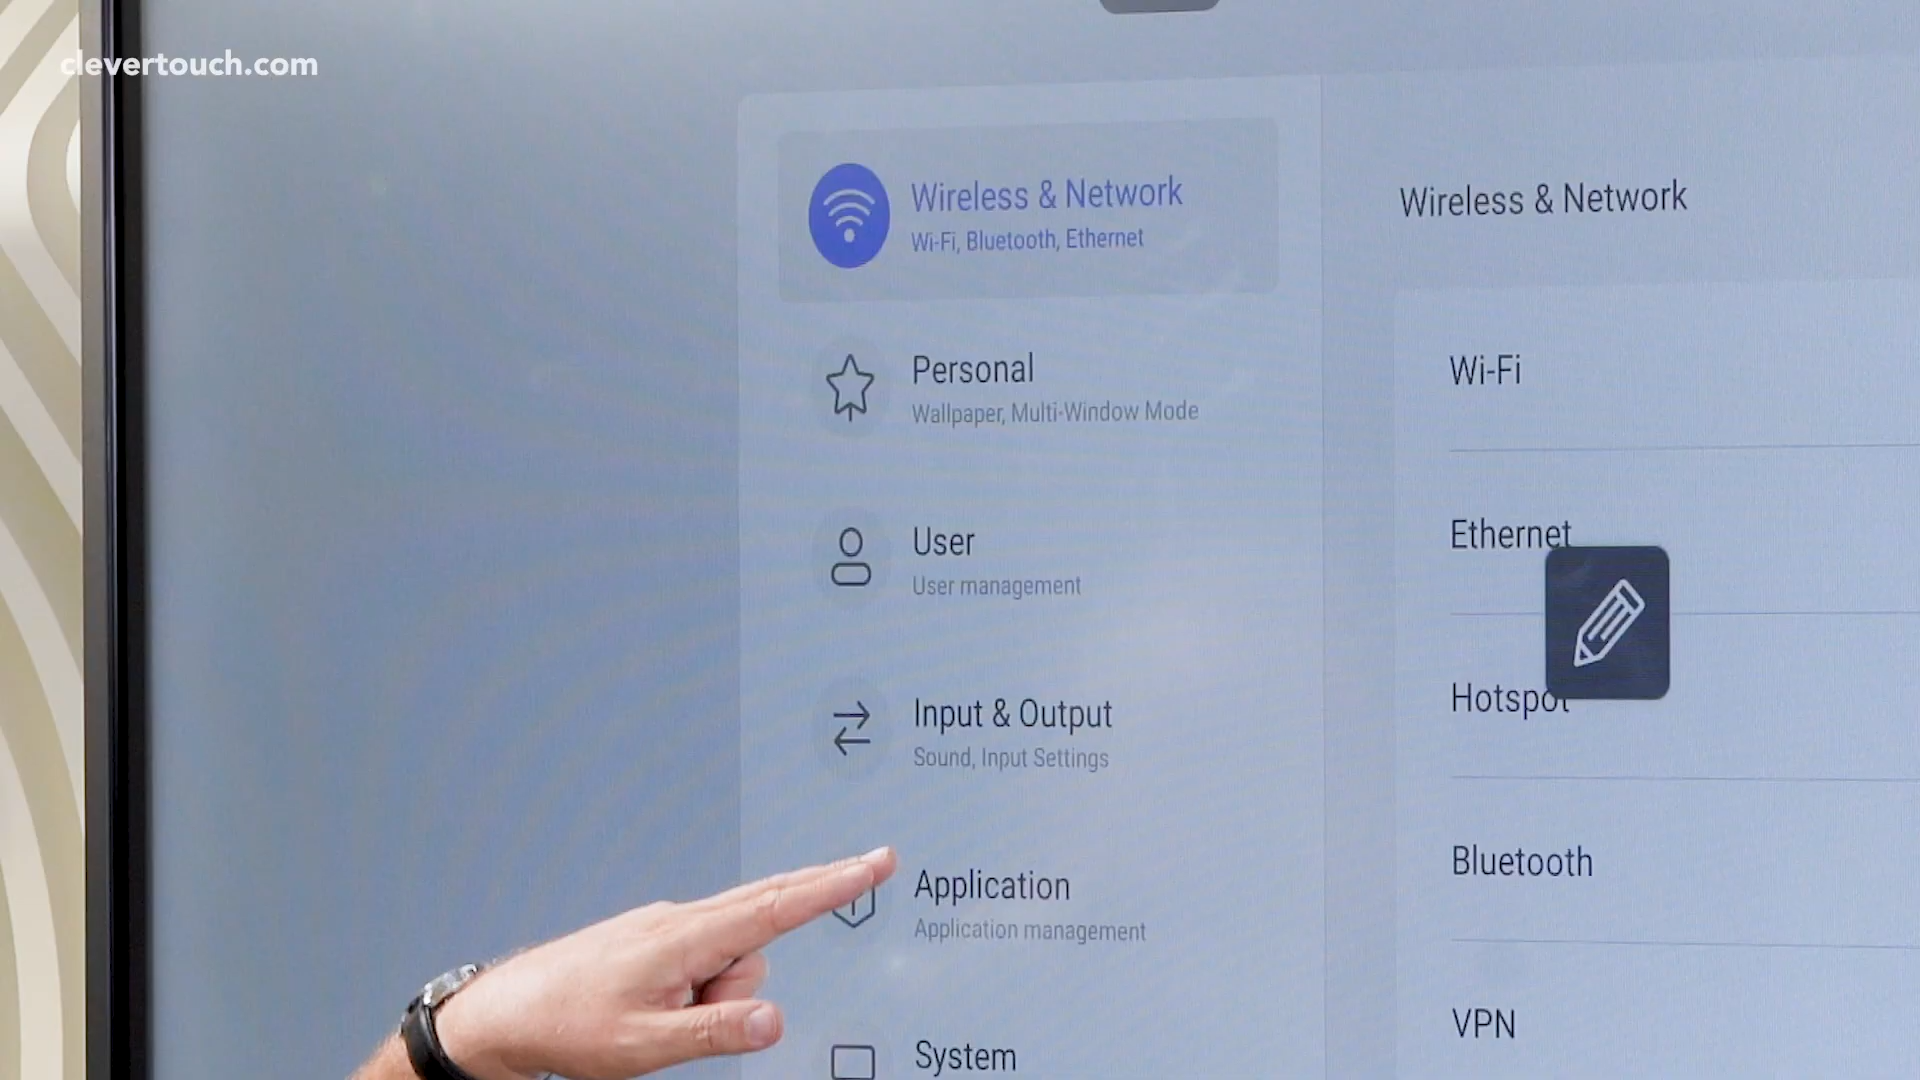 clevertouch.com
Wireless & Network
Wi-Fi, Bluetooth, Ethernet
Personal
Wallpaper, Multi-Window Mode
User
User management
Input & Output
Sound, Input Settings
Application
Application management
System
Wireless & Network
Wi-Fi
Ethernet
Hotspot
Bluetooth
VPN